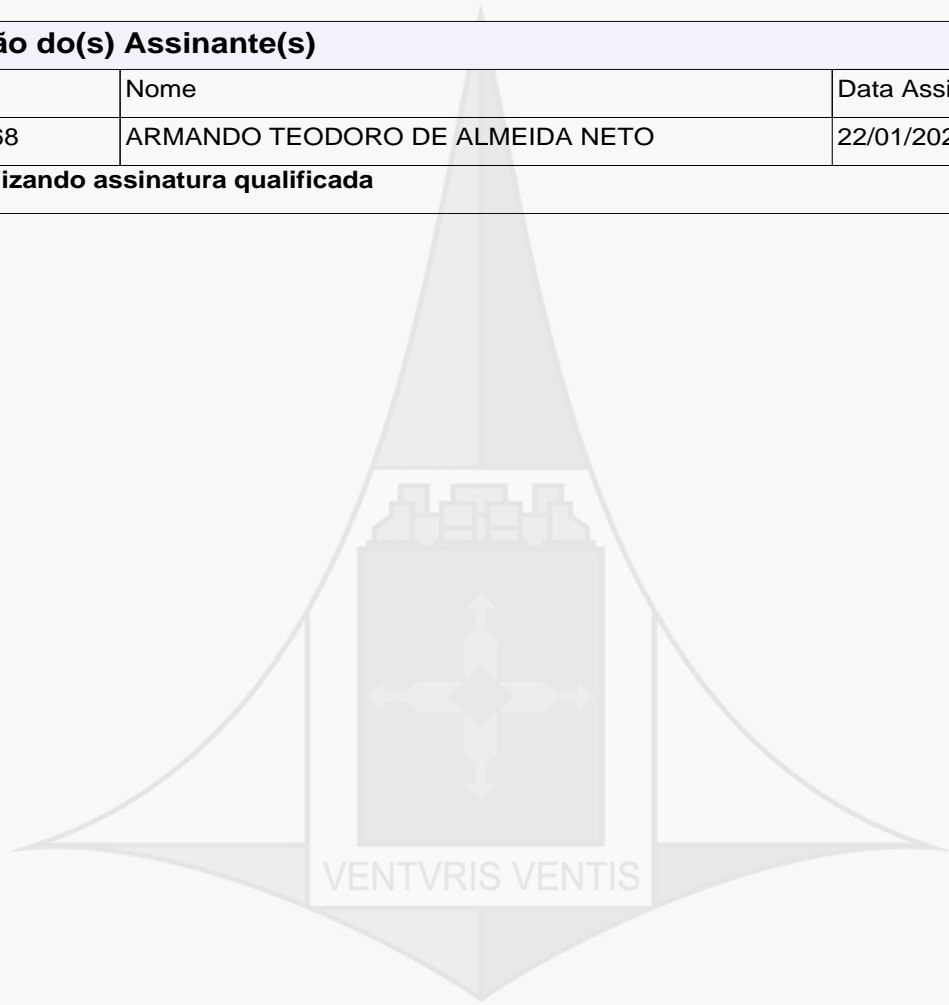 ão do(s) Assinante(s)
Nome Data Assi
68 ARMANDO TEODORO DE ALMEIDA NETO 22/01/202
izando assinatura qualificada
VENTVRIS VENTIS